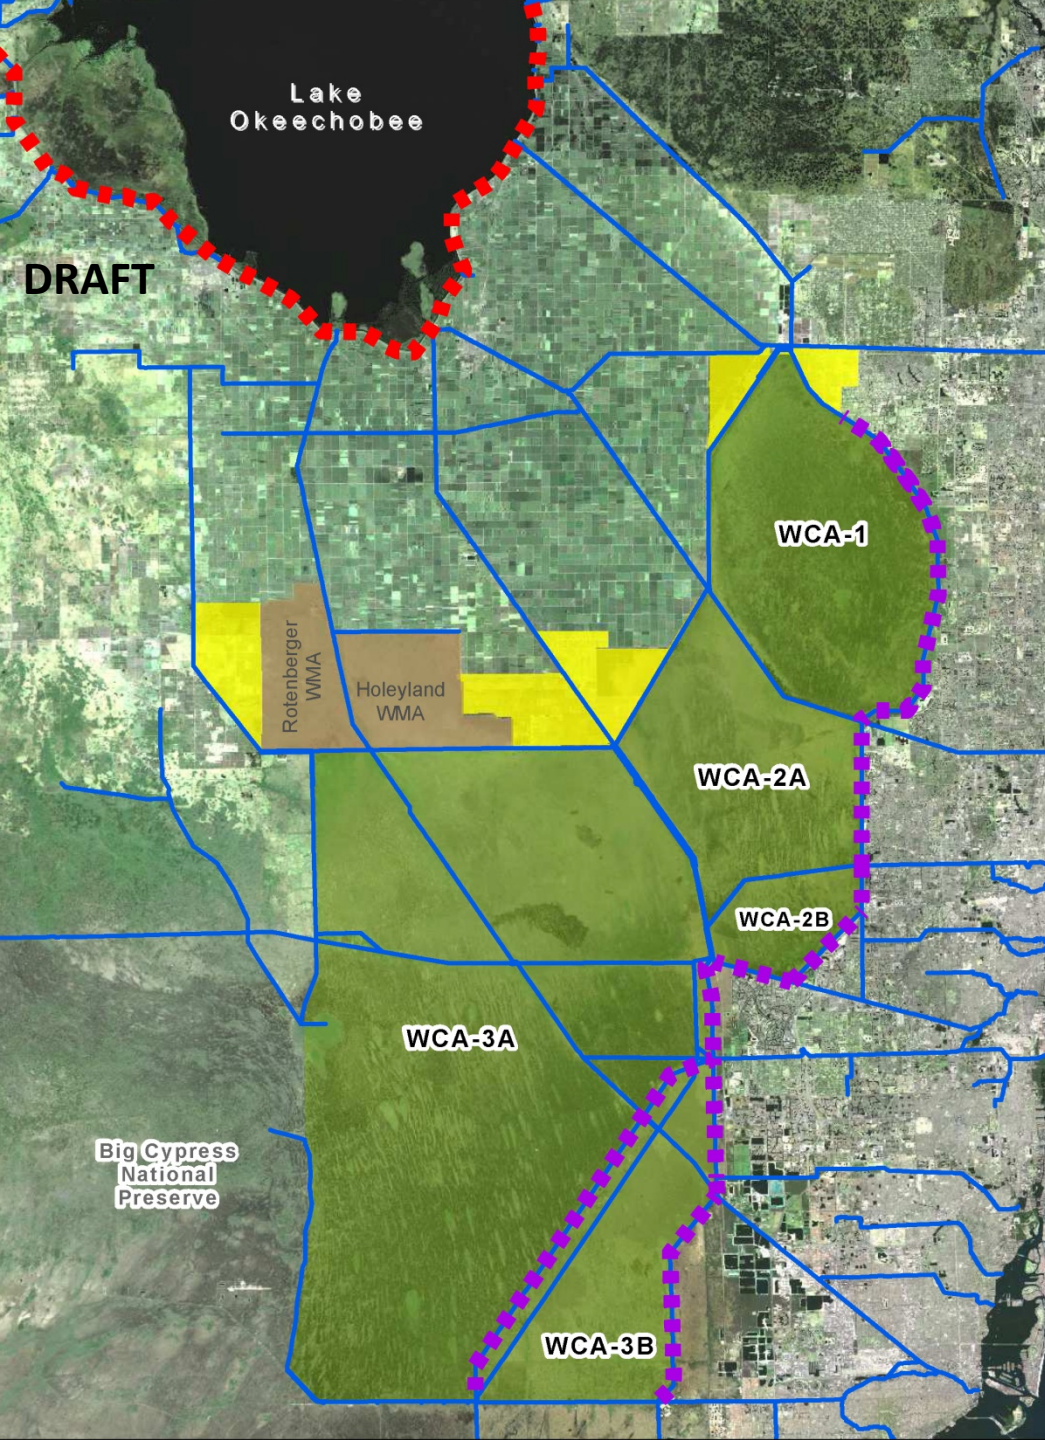 Lake
Okeechobee
DRAFT
WCA-1
Rotenberger
WMA
Holeyland
WMA
WCA-2A
WCA-2B
WCA-3A
Big Cypress
National
Preserve
WCA-3B